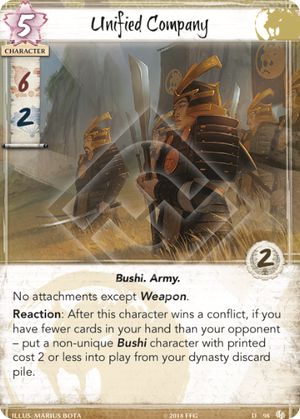 Unified Company
5
CHARACTER
6
2
2
Bushi. Army.
No attachments except Weapon.
Reaction: After this character wins a conflict, if you
have fewer cards in your hand than your opponent
– put a non-unique Bushi character with printed
cost 2 or less into play from your dynasty discard
pile.
ILLUS. MARIUS BOTA
©2018 FFG
D 98